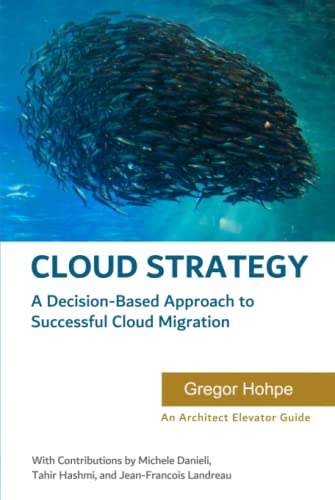 CLOUD STRATEGY
A Decision-Based Approach to
Successful Cloud Migration
Gregor Hohpe
An Architect Elevator Guide
With Contributions by Michele Danieli,
Tahir Hashmi, and Jean-Francois Landreau